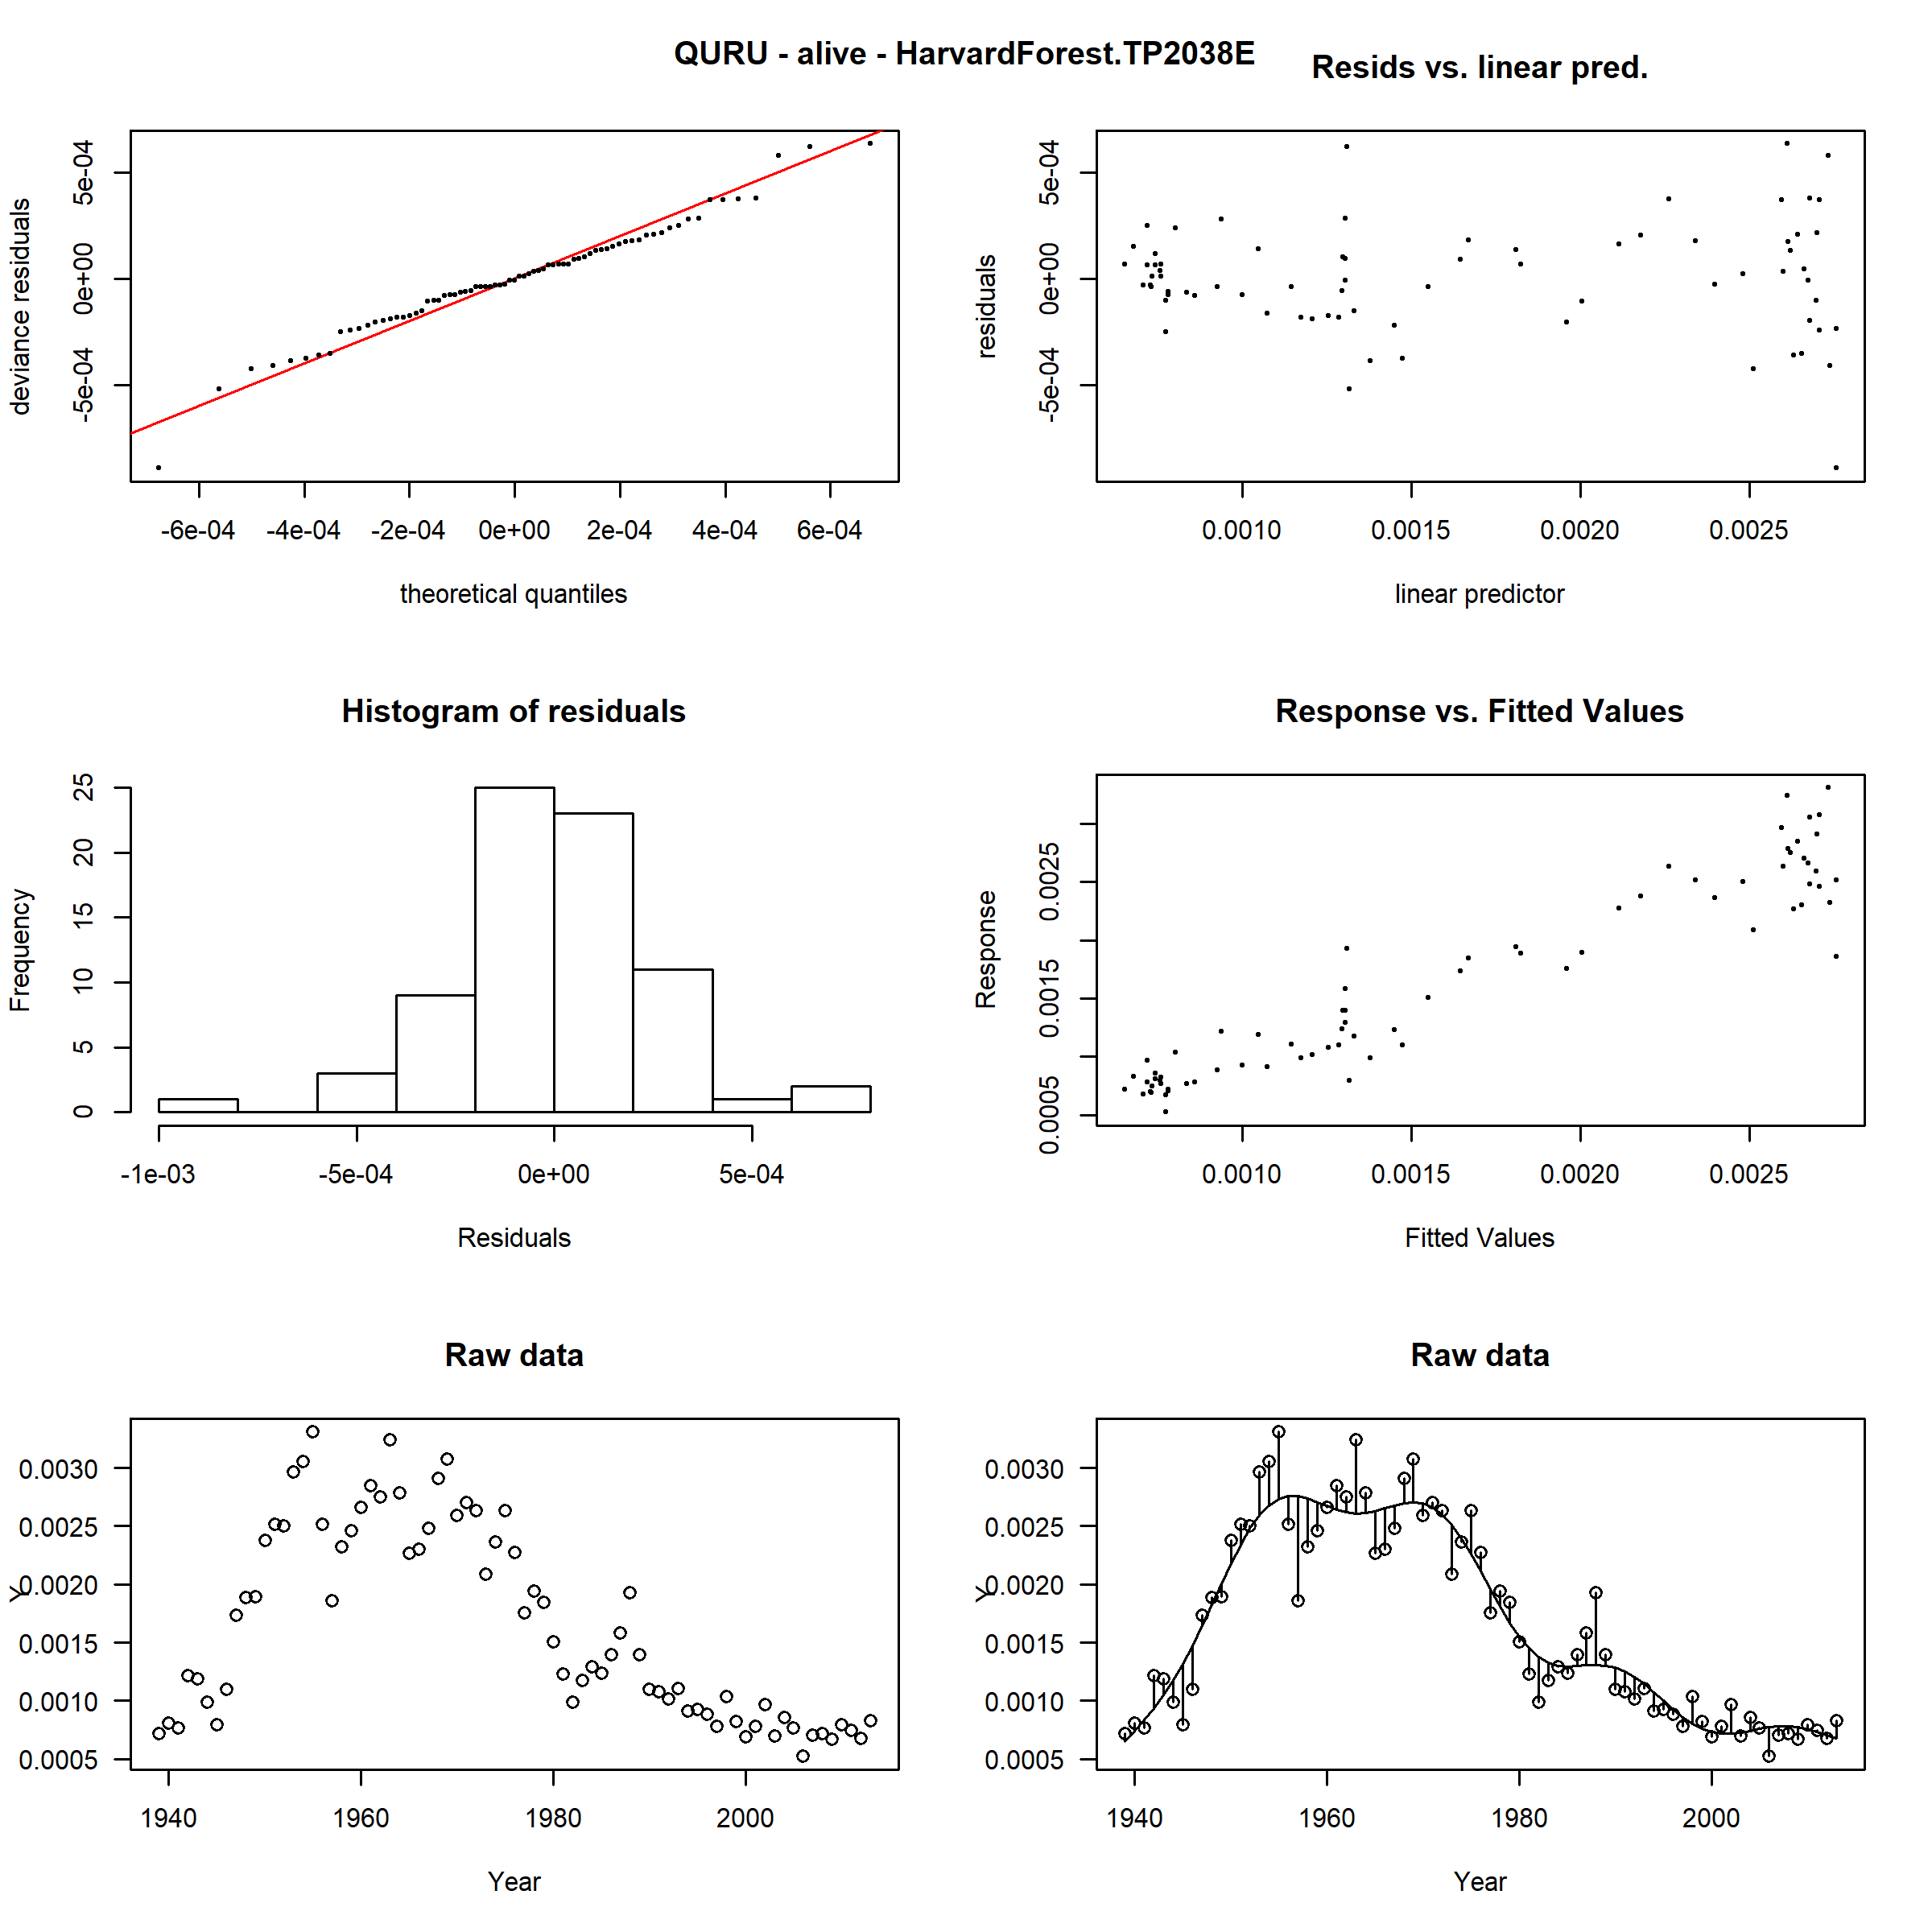 QURU - alive - HarvardForest.TP2038E
Resids vs. linear pred.
deviance residuals
5e-04
0e+00
-5e-04
-6e-04 -4e-04 -2e-04 0e+00 2e-04 4e-04 6e-04
theoretical quantiles
residuals
5e-04
0e+00
-5e-04
0.0010 0.0015 0.0020 0.0025
linear predictor
Histogram of residuals
Frequency
25
20
15
10
5
0
-1e-03 -5e-04 0e+00 5e-04
Residuals
Response vs. Fitted Values
Response
0.0025
0.0015
0.0005
0.0010 0.0015 0.0020 0.0025
Fitted Values
Raw data
Y
0.0030
0.0025
0.0020
0.0015
0.0010
0.0005
1940 1960 1980 2000
Year
Raw data
Y
0.0030
0.0025
0.0020
0.0015
0.0010
0.0005
1940 1960 1980 2000
Year